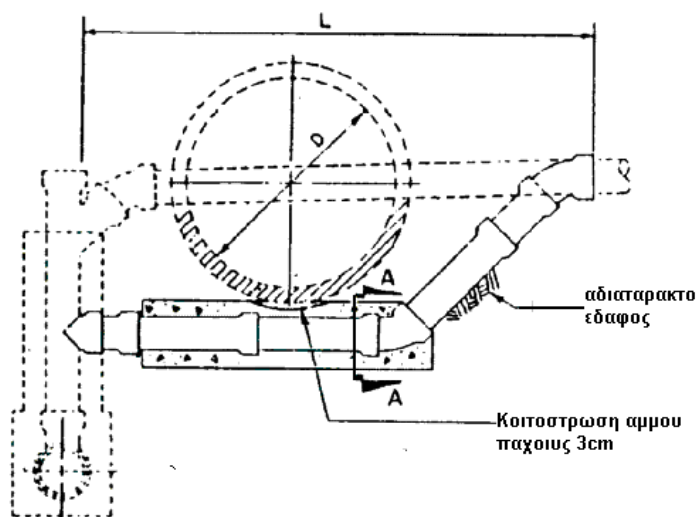 L
D
A
αδιαταρακτο
εδαφος
A
Κοιτοστρωση αμμου
παχοιυς 3cm